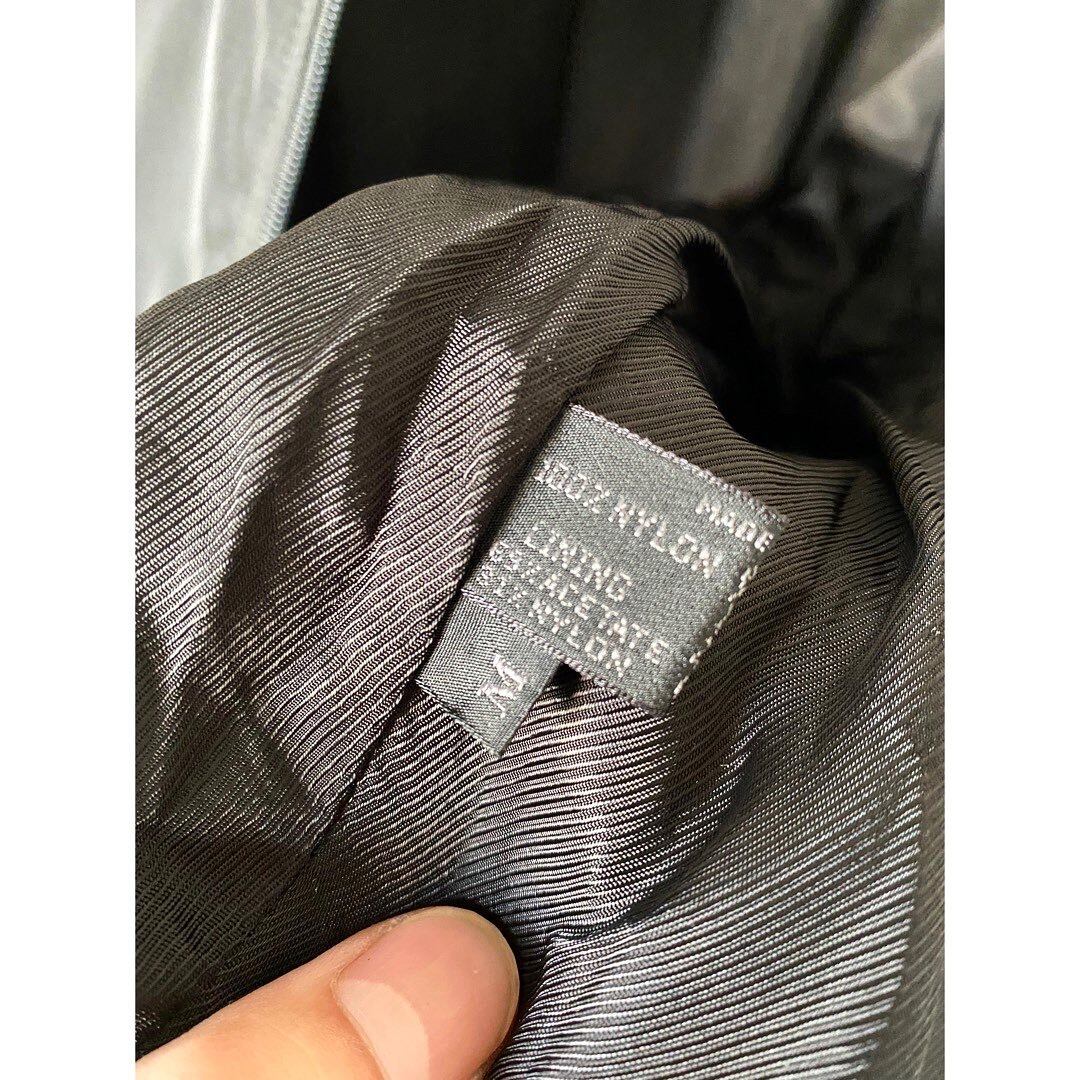 MADE
100% NYLON
LINING
ACETATE
NYLON
M